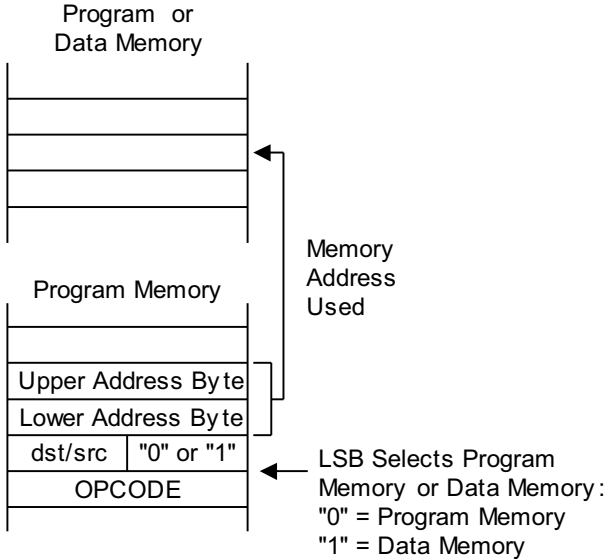 Program or
Data Memory
Memory
Address
Used
Program Memory
Upper Address Byte
Lower Address Byte
dst/src "0" or "1"
OPCODE
LSB Selects Program
Memory or Data Memory:
"0" = Program Memory
"1" = Data Memory